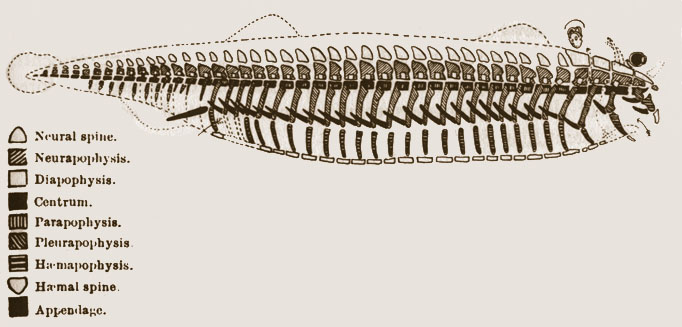 Neural spine.
Neurapophysis.
Diapophysis.
Centrum.
Parapophysis.
Pleurapophysis.
Hæmapophysis.
Hæmal spine.
Appendage.